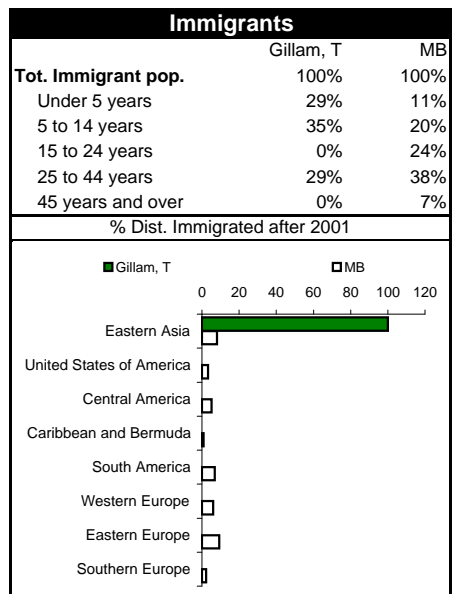 Immigrants
Gillam, T MB
Tot. Immigrant pop. 100% 100%
Under 5 years 29% 11%
5 to 14 years 35% 20%
15 to 24 years 0% 24%
25 to 44 years 29% 38%
45 years and over 0% 7%
% Dist. Immigrated after 2001
Gillam, T MB
0 20 40 60 80 100 120
Eastern Asia
United States of America
Central America
Caribbean and Bermuda
South America
Western Europe
Eastern Europe
Southern Europe